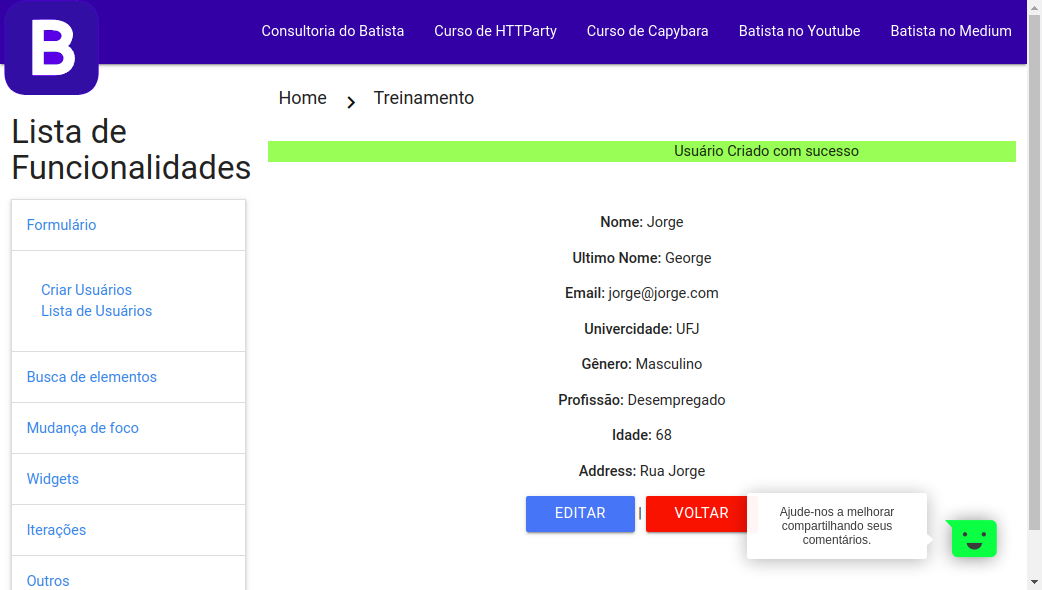 B
Consultoria do Batista
Curso de HTTParty
Curso de Capybara
Batista no Youtube
Batista no Medium
Lista de
Funcionalidades
Formulário
Criar Usuários
Lista de Usuários
Busca de elementos
Mudança de foco
Widgets
Iterações
Outros
Home
Treinamento
Usuário Criado com sucesso
Nome: Jorge
Ultimo Nome: George
Email: jorge@jorge.com
Univercidade: UFJ
Gênero: Masculino
Profissão: Desempregado
Idade: 68
Address: Rua Jorge
EDITAR | VOLTAR
Ajude-nos a melhorar
compartilhando seus
comentários.